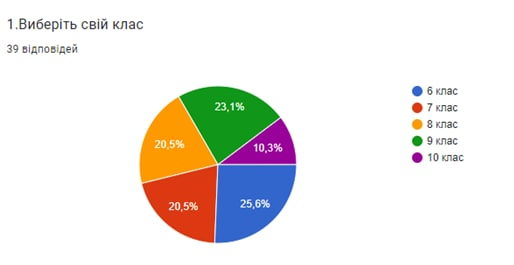 1.Виберіть свій клас
39 відповідей
23,1%
20,5%
10,3%
20,5%
25,6%
6 клас
7 клас
8 клас
9 клас
10 клас